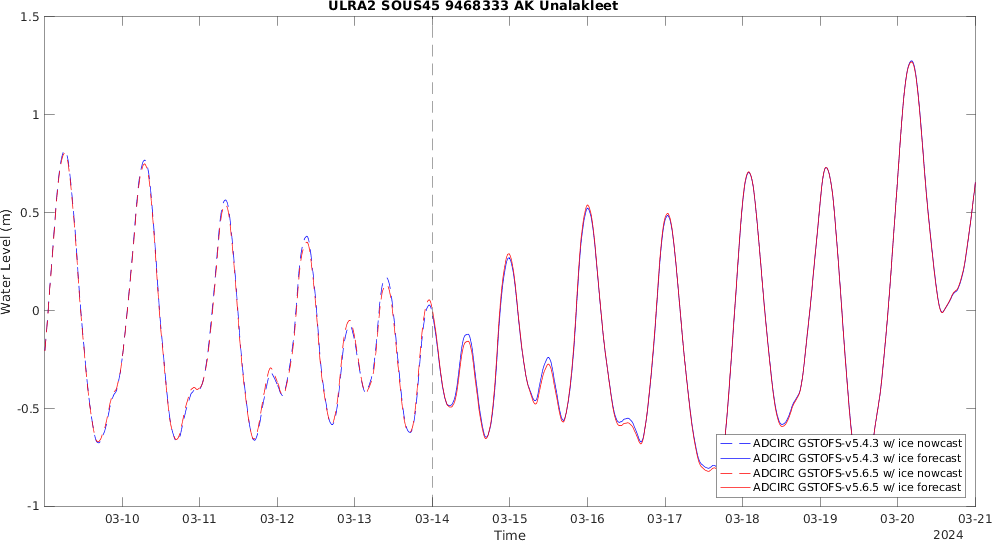 ULRA2 SOUS45 9468333 AK Unalakleet
1.5
1
0.5
0
-0.5
-1
Water Level (m)
03-10 03-11 03-12 03-13 03-14 03-15 03-16 03-17 03-18 03-19 03-20 03-21
Time
2024
ADCIRC GSTOFS-v5.4.3 w/ ice nowcast
ADCIRC GSTOFS-v5.4.3 w/ ice forecast
ADCIRC GSTOFS-v5.6.5 w/ ice nowcast
ADCIRC GSTOFS-v5.6.5 w/ ice forecast